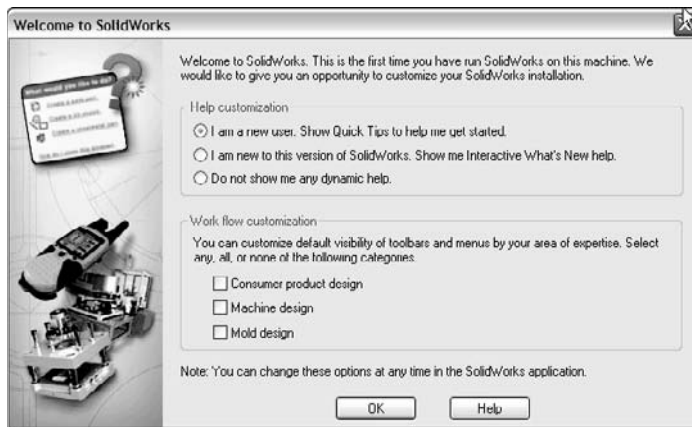 Welcome to SolidWorks
Welcome to SolidWorks. This is the first time you have run SolidWorks on this machine. We
would like to give you an opportunity to customize your SolidWorks installation.
Help customization
I am a new user. Show Quick Tips to help me get started.
I am new to this version of SolidWorks. Show me Interactive What's New help.
Do not show me any dynamic help.
Work flow customization
You can customize default visibility of toolbars and menus by your area of expertise. Select
any, all, or none of the following categories.
Consumer product design
Machine design
Mold design
Note: You can change these options at any time in the SolidWorks application.
OK
Help